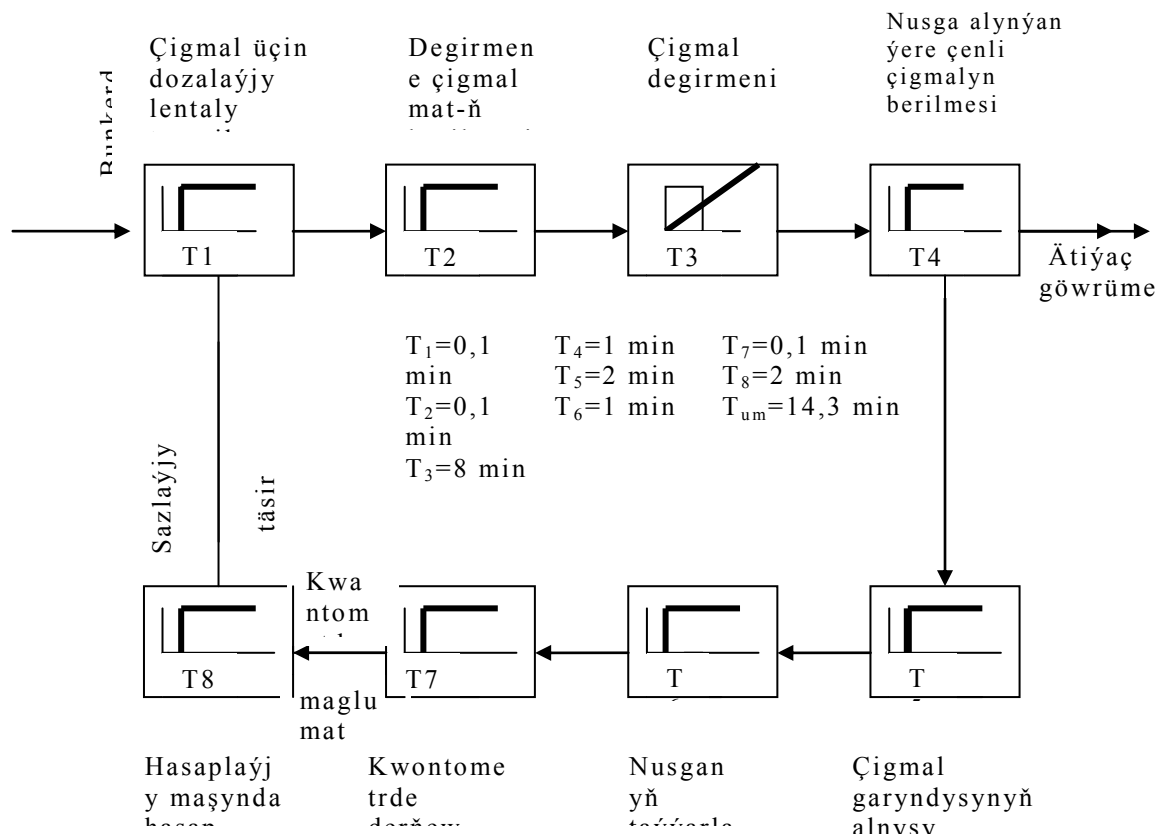 Çigmal üçin
dozalaýjy
lentaly
Degirmen
e çigmal
mat-ň
Çigmal
degirmeni
Nusga alynýan
ýere çenli
çigmalyn
berilmesi
T1
T2
T3
T4
Ätiýaç
göwrüme
T₁=0,1
min
T₂=0,1
min
T₃=8 min
T₄=1 min
T₅=2 min
T₆=1 min
T₇=0,1 min
T₈=2 min
Tᵤₘ=14,3 min
Sazlaýjy
täsir
Kwa
ntom
maglu
mat
T8
T7
T
T
Hasaplaýj
y maşynda
Kwontome
trde
Nusgan
yň
Çigmal
garyndysynyň
alnysy